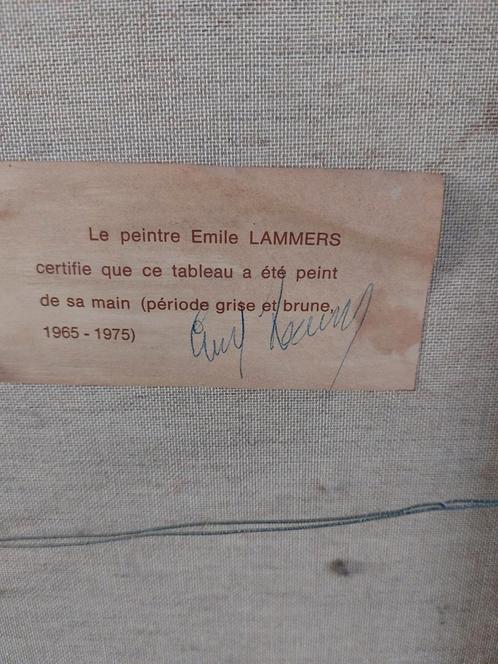 Le peintre Emile LAMMERS
certifie que ce tableau a été peint
de sa main (période grise et brune,
1965 - 1975)